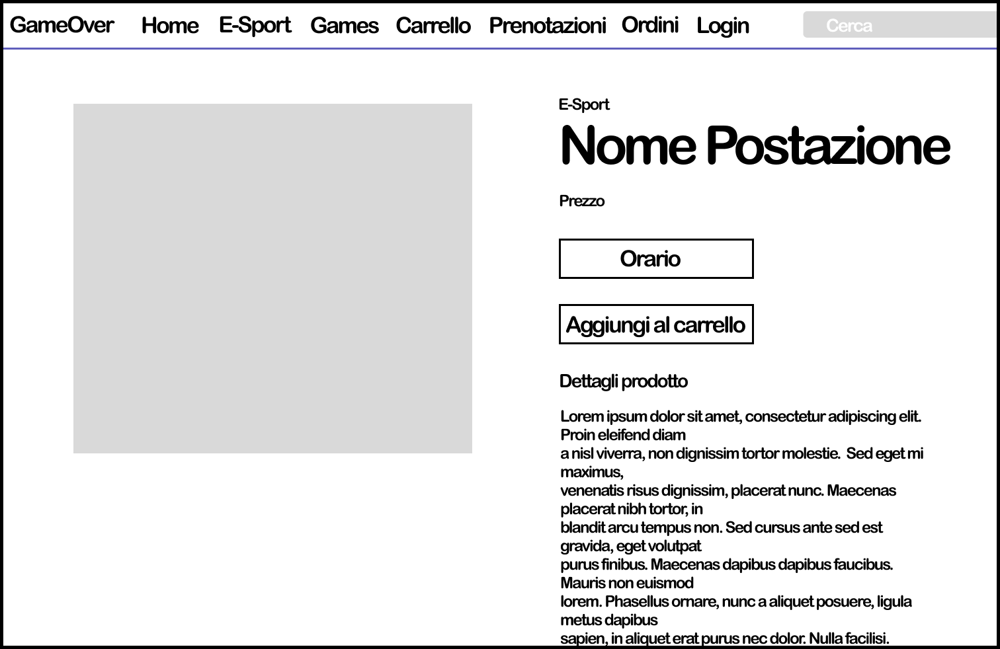 GameOver Home E-Sport Games Carrello Prenotazioni Ordini Login Cerca
E-Sport
Nome Postazione
Prezzo
Orario
Aggiungi al carrello
Dettagli prodotto
Lorem ipsum dolor sit amet, consectetur adipiscing elit.
Proin eleifend diam
a nisl viverra, non dignissim tortor molestie.  Sed eget mi
maximus,
venenatis risus dignissim, placerat nunc. Maecenas
placerat nibh tortor, in
blandit arcu tempus non. Sed cursus ante sed est
gravida, eget volutpat
purus finibus. Maecenas dapibus dapibus faucibus.
Mauris non euismod
lorem. Phasellus ornare, nunc a aliquet posuere, ligula
metus dapibus
sapien, in aliquet erat purus nec dolor. Nulla facilisi.